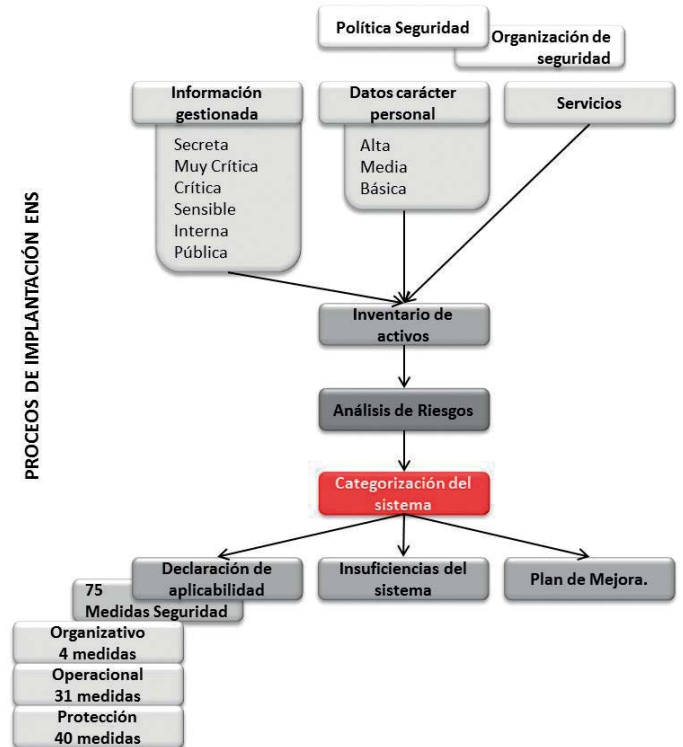 Política Seguridad
Organización de
seguridad
Información
gestionada
Secreta
Muy Crítica
Crítica
Sensible
Interna
Pública
Datos carácter
personal
Alta
Media
Básica
Servicios
PROCEOS DE IMPLANTACIÓN ENS
Inventario de
activos
Análisis de Riesgos
Categorización del
sistema
Declaración de
aplicabilidad
Insuficiencias del
sistema
Plan de Mejora.
75
Medidas Seguridad
Organizativo
4 medidas
Operacional
31 medidas
Protección
40 medidas